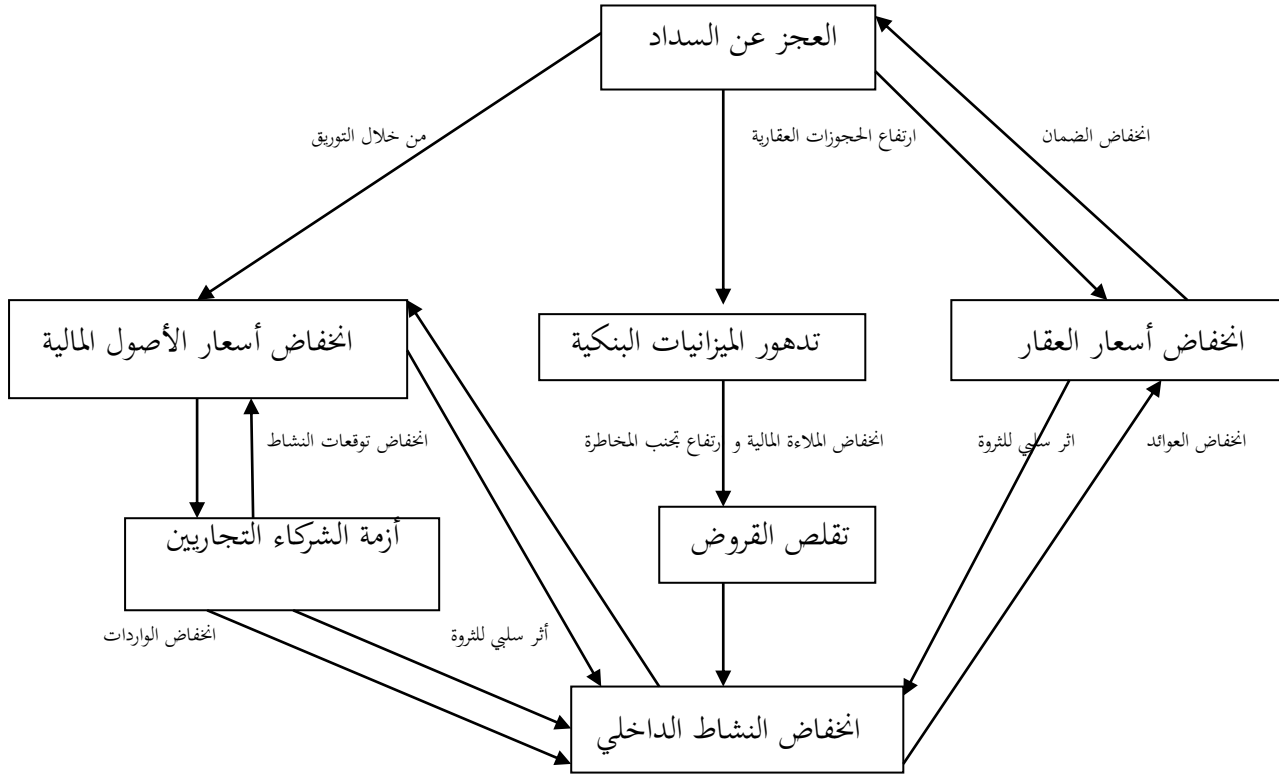 العجز عن السداد
من خلال التوريق
ارتفاع الحجوزات العقارية
انخفاض الضمان
انخفاض أسعار العقار
تدهور الميزانيات البنكية
انخفاض أسعار الأصول المالية
انخفاض العوائد
اثر سلبي للثروة
انخفاض الملاءة المالية و ارتفاع تجنب المخاطرة
انخفاض توقعات النشاط
تقلص القروض
أزمة الشركاء التجاريين
أثر سلبي للثروة
انخفاض الواردات
انخفاض النشاط الداخلي